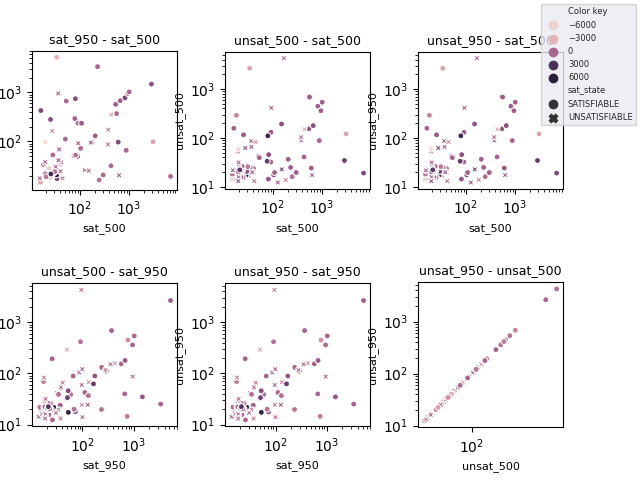 Color key
−6000
−3000
0
3000
6000
sat_state
SATISFIABLE
UNSATISFIABLE
sat_950 - sat_500
unsat_500 - sat_500
unsat_950 - sat_500
10³
10²
10² 10³
sat_500
unsat_500
10³
10²
10¹
10² 10³
sat_500
unsat_950
10³
10²
10¹
10² 10³
sat_500
unsat_500 - sat_950
unsat_950 - sat_950
unsat_950 - unsat_500
10³
10²
10¹
10² 10³
sat_950
unsat_950
10³
10²
10¹
10² 10³
sat_950
unsat_950
10³
10²
10¹
10²
unsat_500